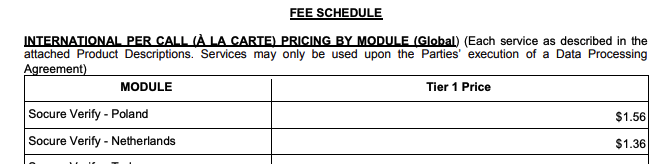 FEE SCHEDULE
INTERNATIONAL PER CALL (À LA CARTE) PRICING BY MODULE (Global) (Each service as described in the
attached Product Descriptions. Services may only be used upon the Parties' execution of a Data Processing
Agreement)
MODULE Tier 1 Price
Socure Verify - Poland $1.56
Socure Verify - Netherlands $1.36